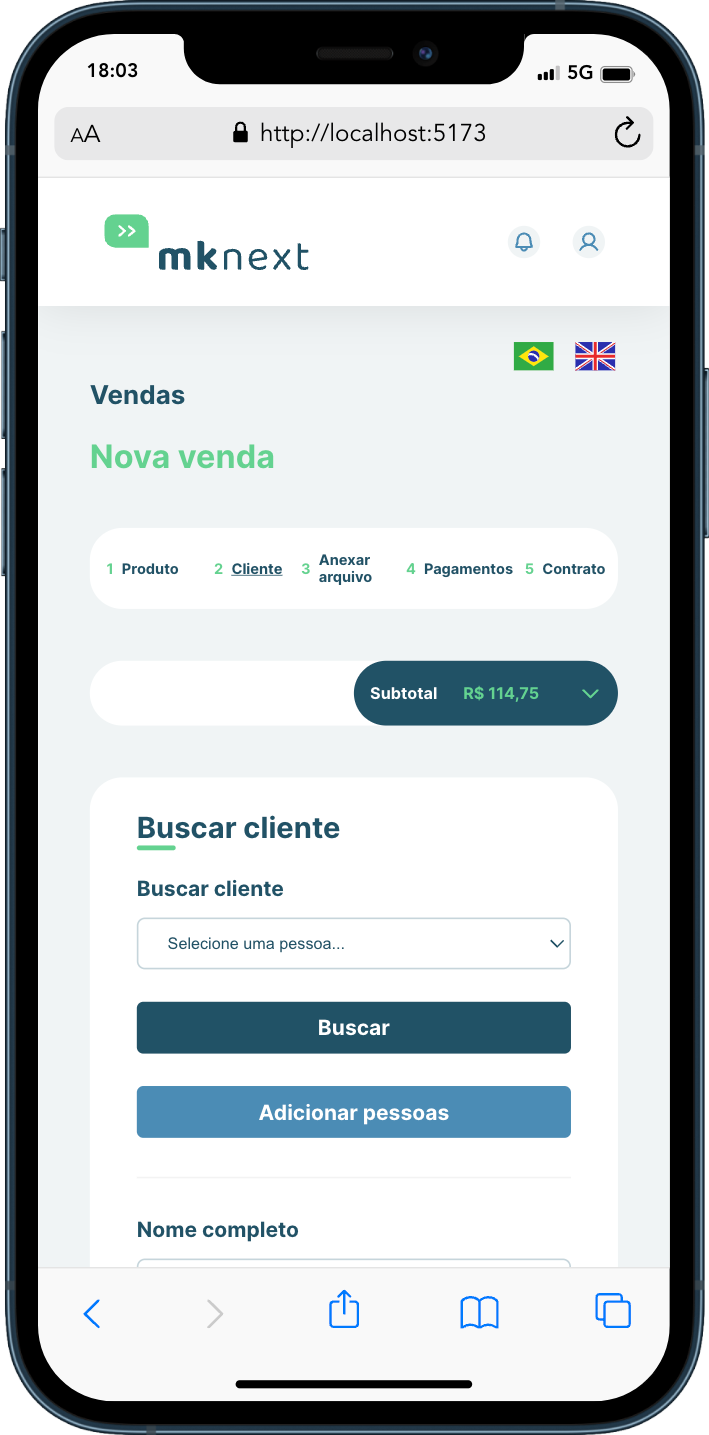 18:03
5G
AA
http://localhost:5173
mknext
Vendas
Nova venda
1 Produto 2 Cliente 3 Anexar arquivo 4 Pagamentos 5 Contrato
Subtotal R$ 114,75
Buscar cliente
Buscar cliente
Selecione uma pessoa...
Buscar
Adicionar pessoas
Nome completo